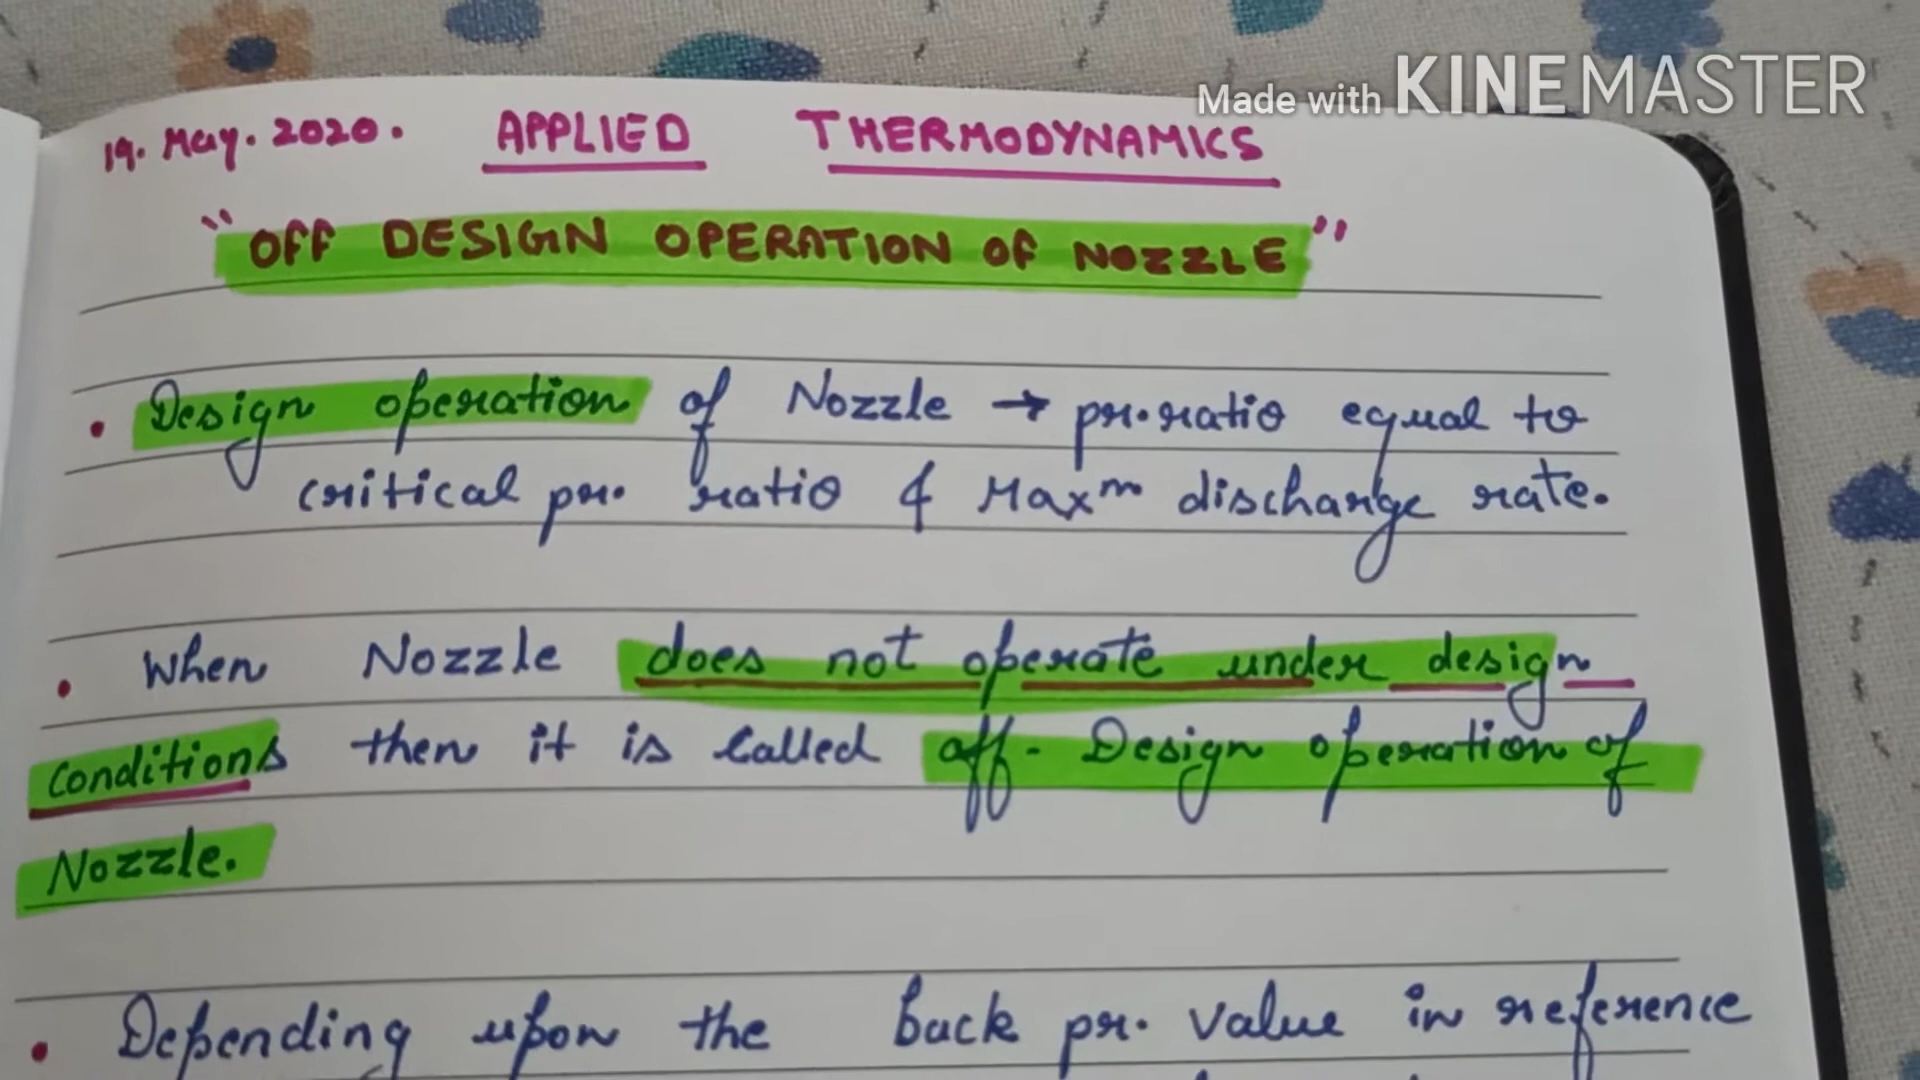 Made with KINEMASTER
19. May. 2020. APPLIED THERMODYNAMICS
"OFF DESIGN OPERATION OF NOZZLE"
• Design operation of Nozzle → pr. ratio equal to
critical pr. ratio & Maxᵐ discharge rate.
• When Nozzle does not operate under design
conditions then it is called off-Design operation of
Nozzle.
• Depending upon the back pr. value in reference